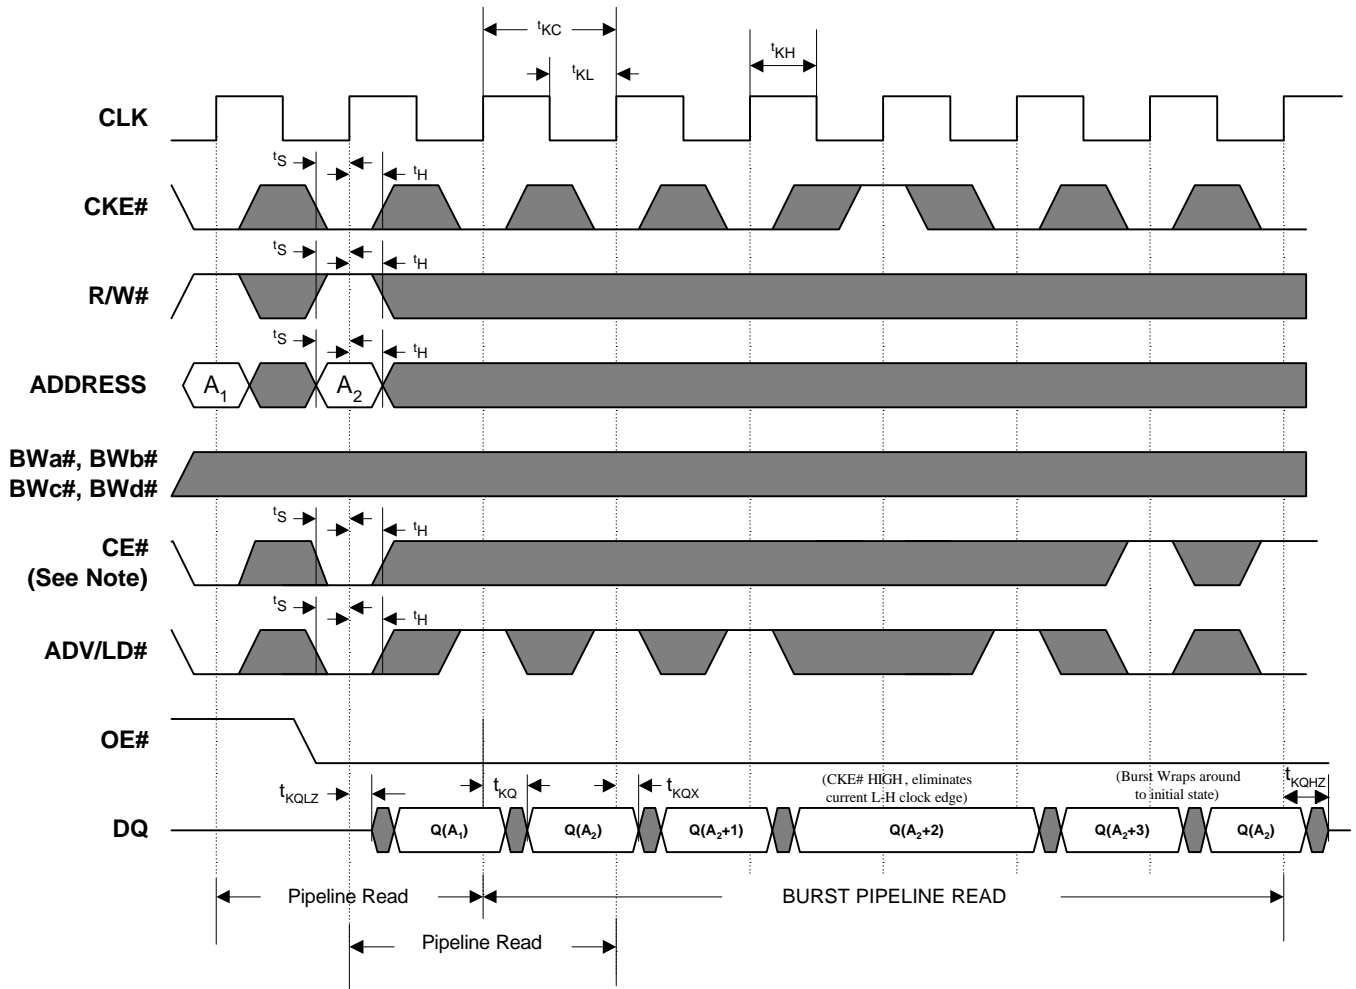 tKC
tKL
tKH
CLK
tS
tH
CKE#
tS
tH
R/W#
tS
tH
ADDRESS
A1
A2
BWa#, BWb#
BWc#, BWd#
tS
tH
CE#
(See Note)
tS
tH
ADV/LD#
OE#
tKQLZ
tKQ
tKQX
(CKE# HIGH, eliminates
current L-H clock edge)
(Burst Wraps around
to initial state)
tKQHZ
DQ
Q(A1)
Q(A2)
Q(A2+1)
Q(A2+2)
Q(A2+3)
Q(A2)
Pipeline Read
BURST PIPELINE READ
Pipeline Read